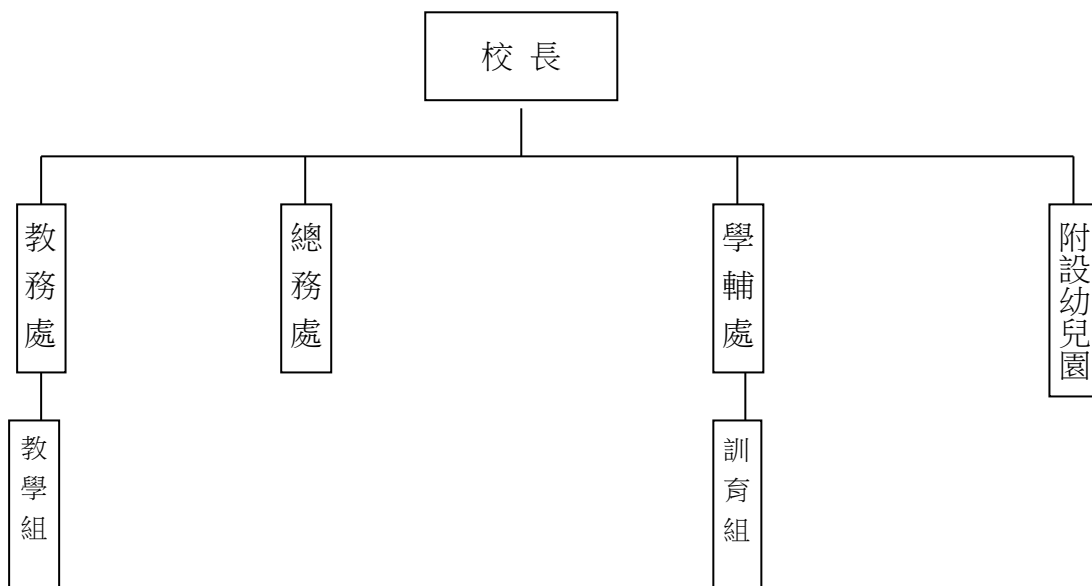 校長
教務處
總務處
學輔處
附設幼兒園
教學組
訓育組